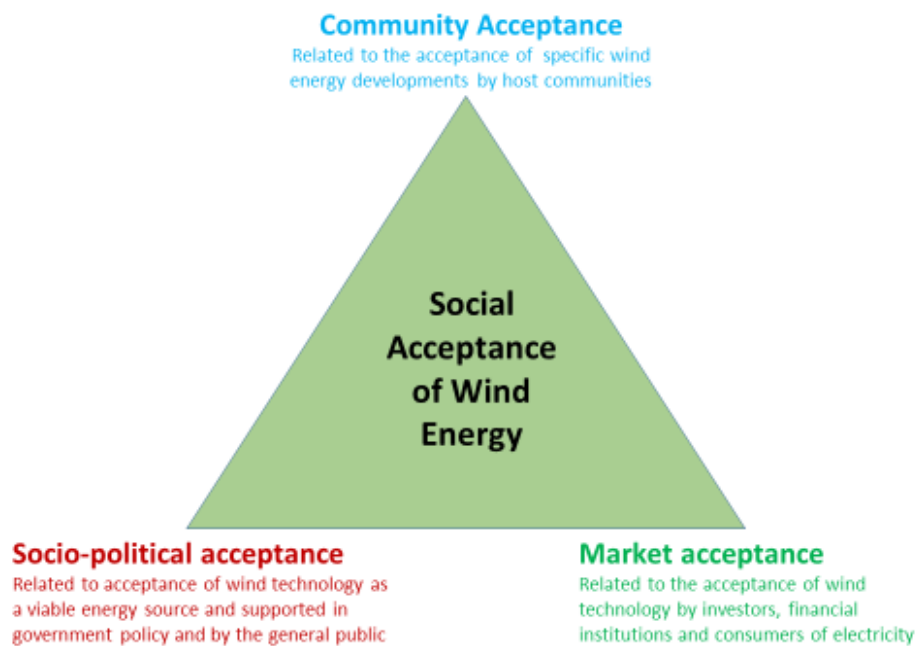 Community Acceptance
Related to the acceptance of specific wind
energy developments by host communities
Social
Acceptance
of Wind
Energy
Socio-political acceptance
Related to acceptance of wind technology as
a viable energy source and supported in
government policy and by the general public
Market acceptance
Related to the acceptance of wind
technology by investors, financial
institutions and consumers of electricity